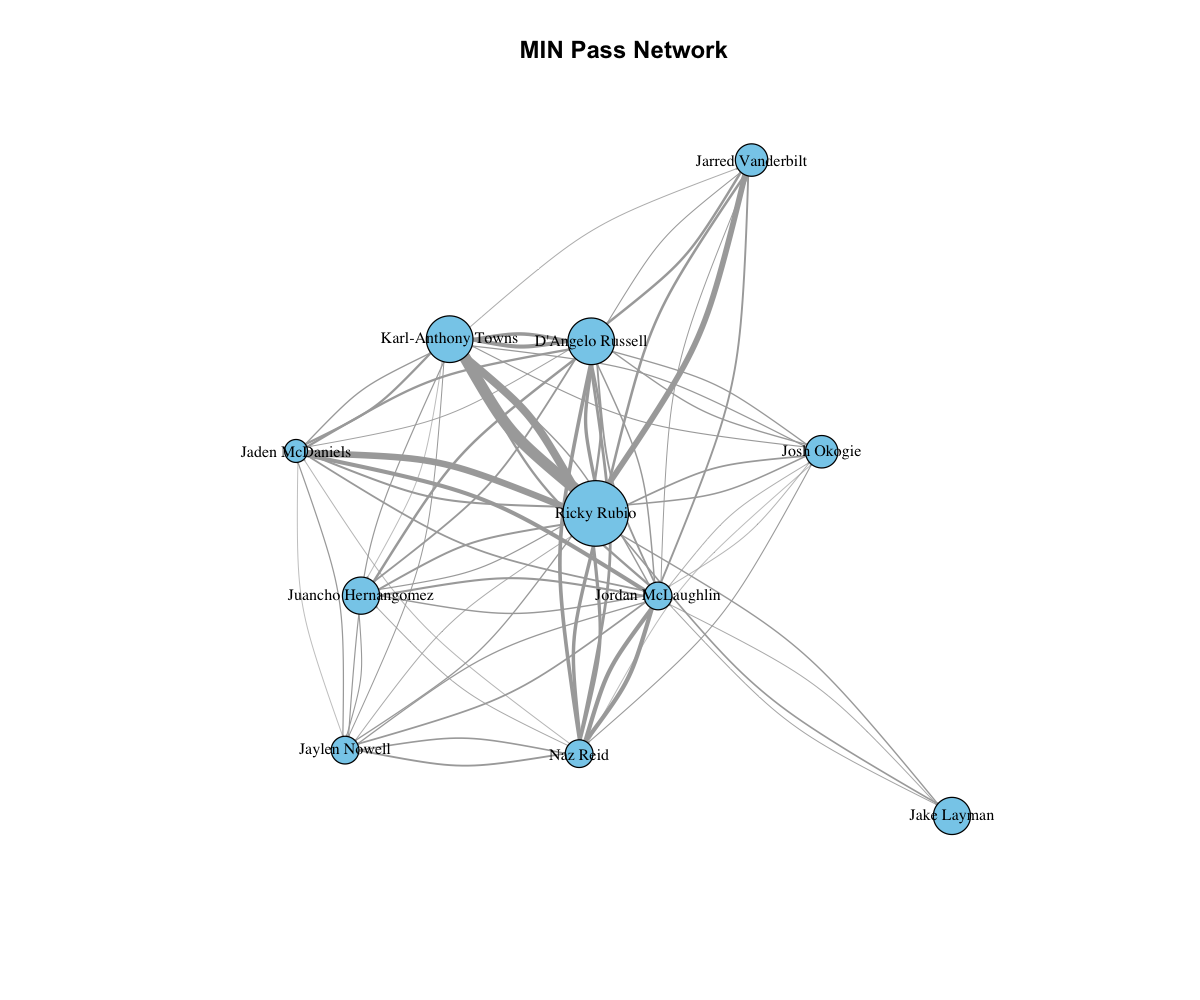 MIN Pass Network
Jarred Vanderbilt
Karl-Anthony Towns
D'Angelo Russell
Jaden McDaniels
Josh Okogie
Ricky Rubio
Juancho Hernangomez
Jordan McLaughlin
Jaylen Nowell
Naz Reid
Jake Layman